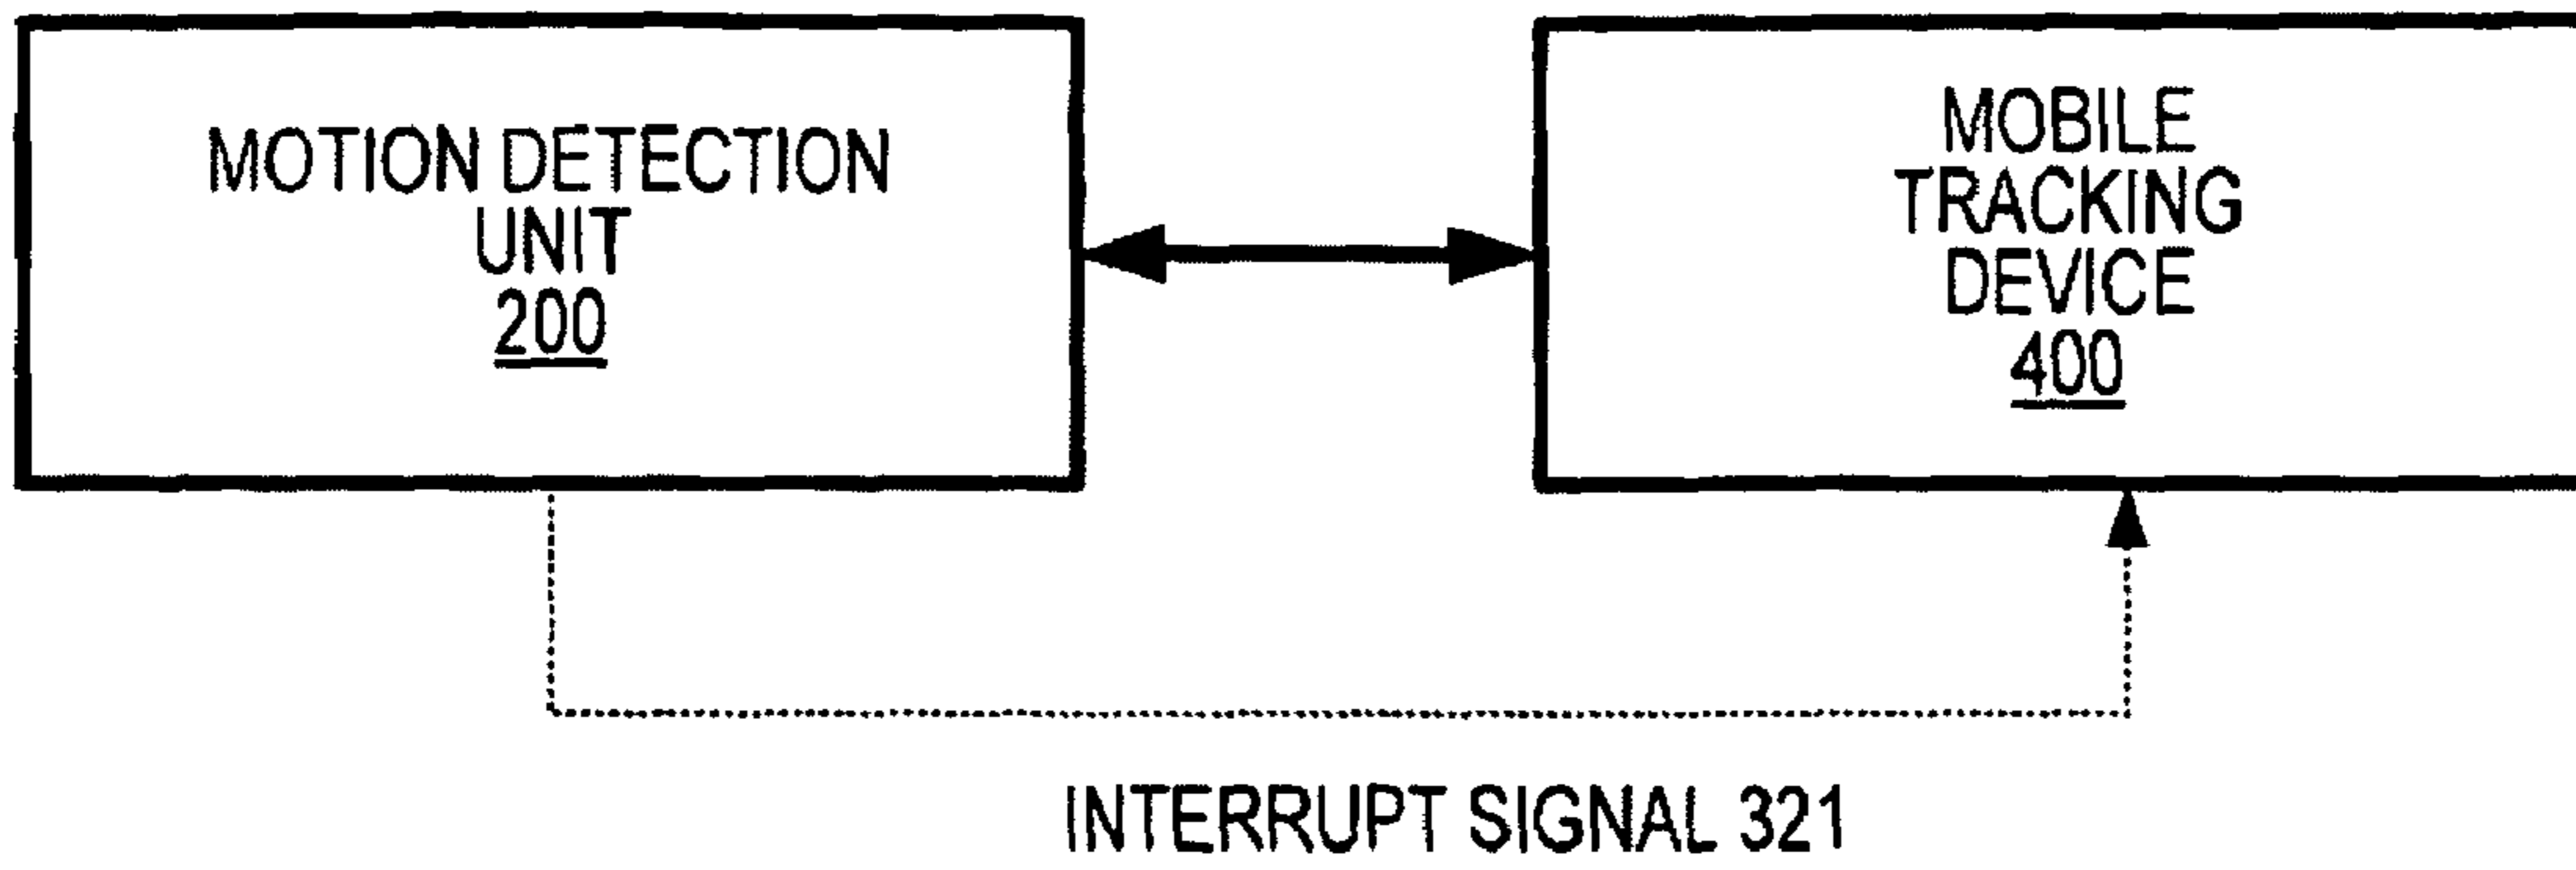 MOTION DETECTION
UNIT
200
MOBILE
TRACKING
DEVICE
400
INTERRUPT SIGNAL 321